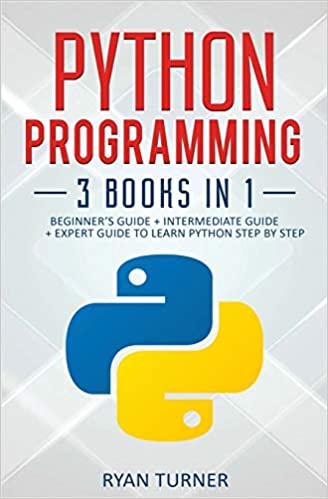 PYTHON
PROGRAMMING
3 BOOKS IN 1
BEGINNER'S GUIDE + INTERMEDIATE GUIDE
+ EXPERT GUIDE TO LEARN PYTHON STEP BY STEP
RYAN TURNER